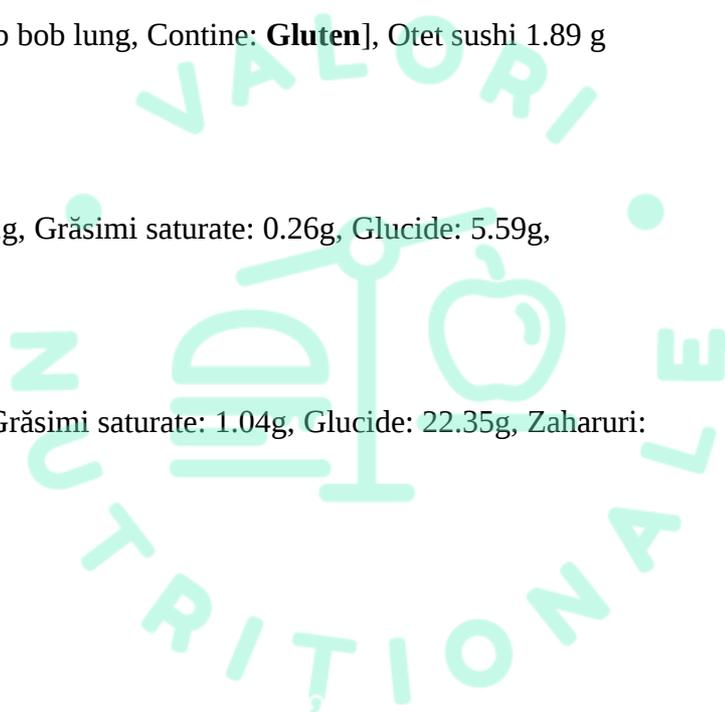 bob lung, Contine: Gluten], Otet sushi 1.89 g
g, Grăsimi saturate: 0.26g, Glucide: 5.59g,
Grăsimi saturate: 1.04g, Glucide: 22.35g, Zaharuri:
VALORI
NUTRITIONALE